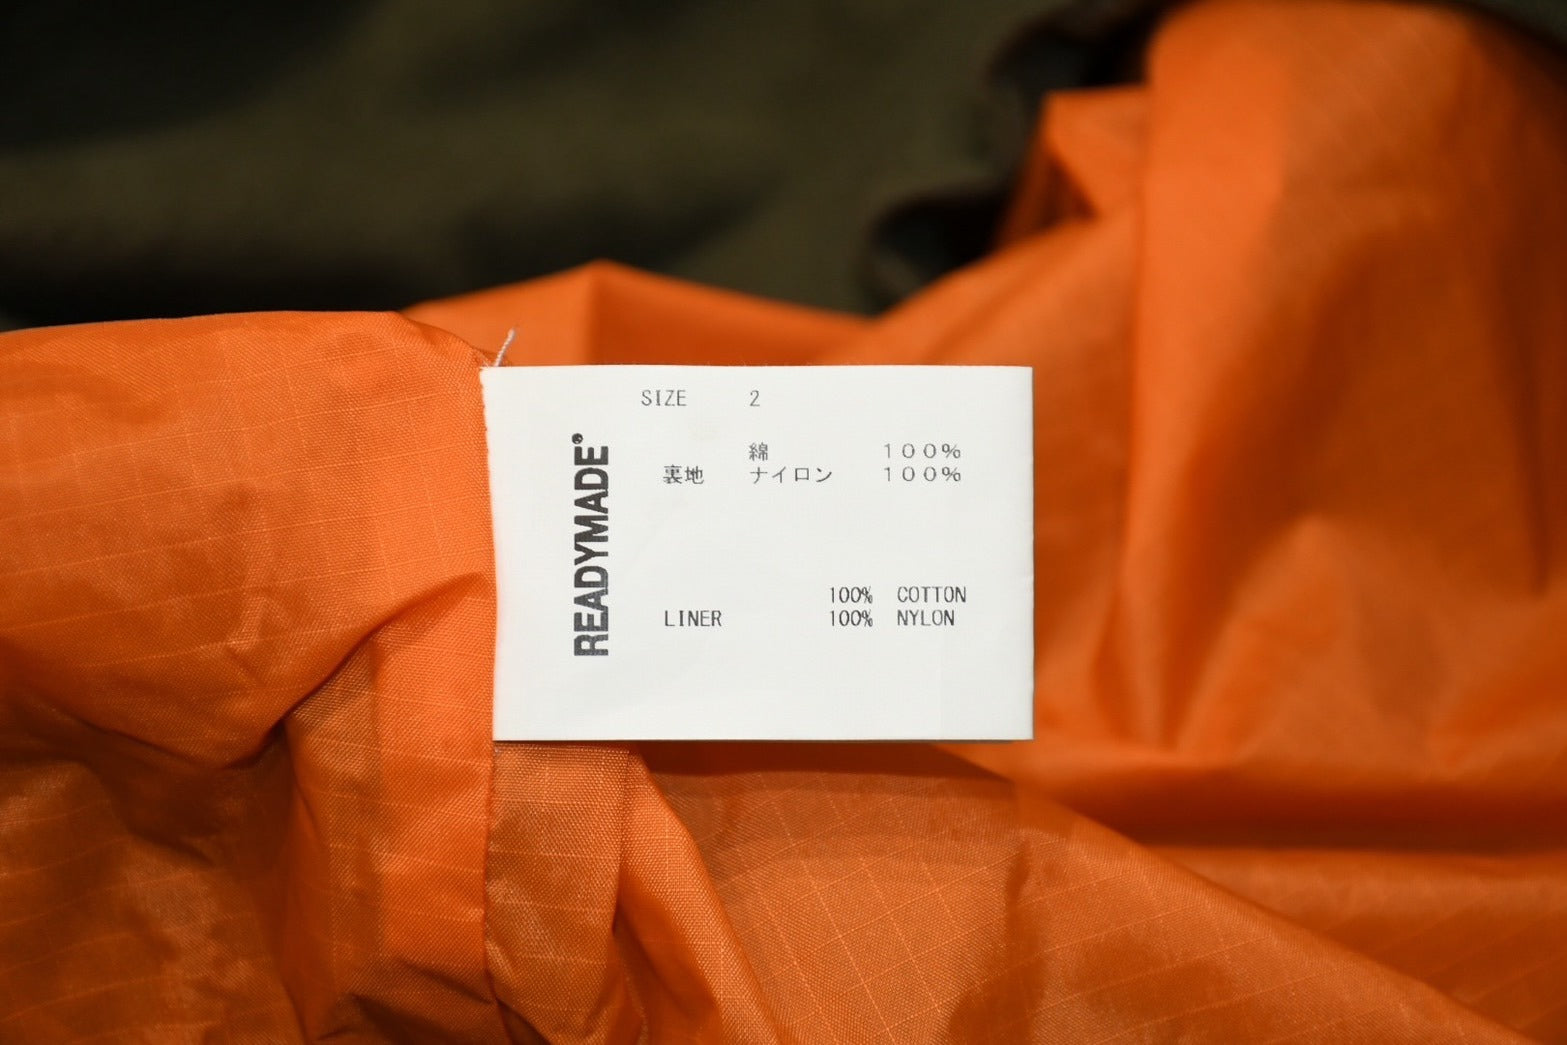 READYMADE®
SIZE 2
綿 １００％
裏地 ナイロン １００％
100% COTTON
LINER 100% NYLON